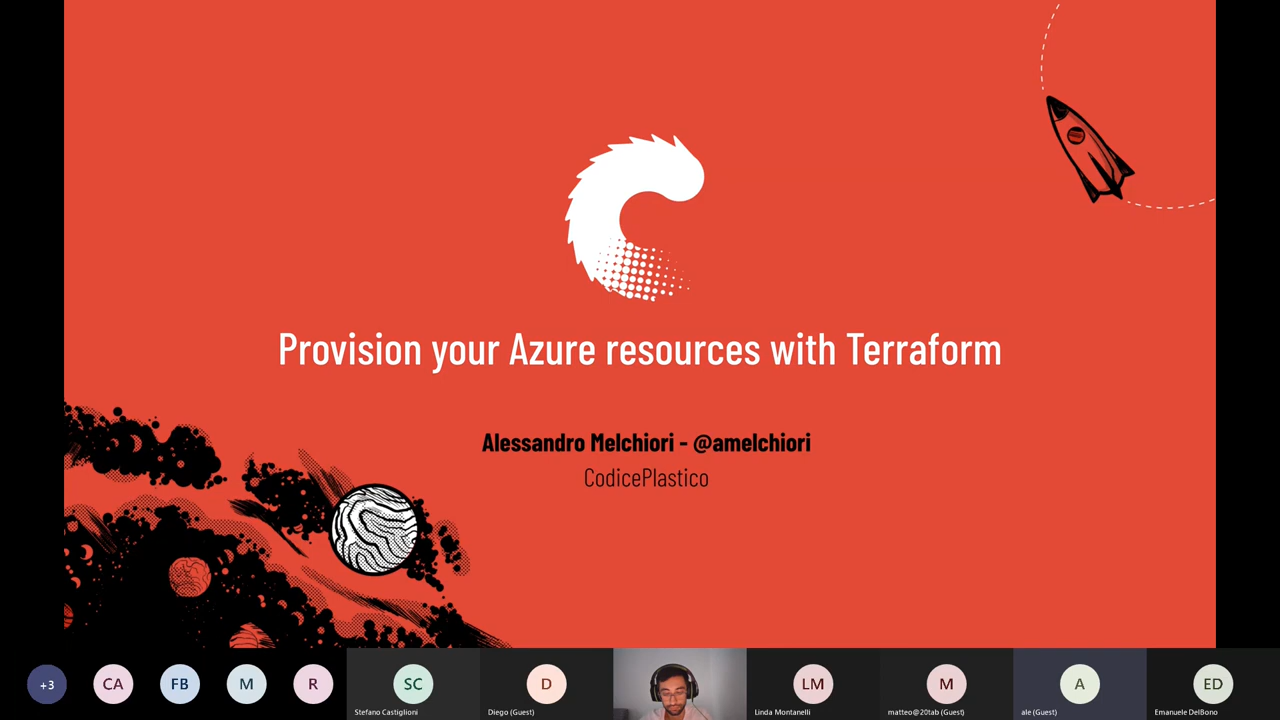 Provision your Azure resources with Terraform
Alessandro Melchiori - @amelchiori
CodicePlastico
+3
CA
FB
M
R
SC
D
LM
M
A
ED
Stefano Castiglioni
Diego (Guest)
Linda Montanelli
matteo@20tab (Guest)
ale (Guest)
Emanuele DelBono